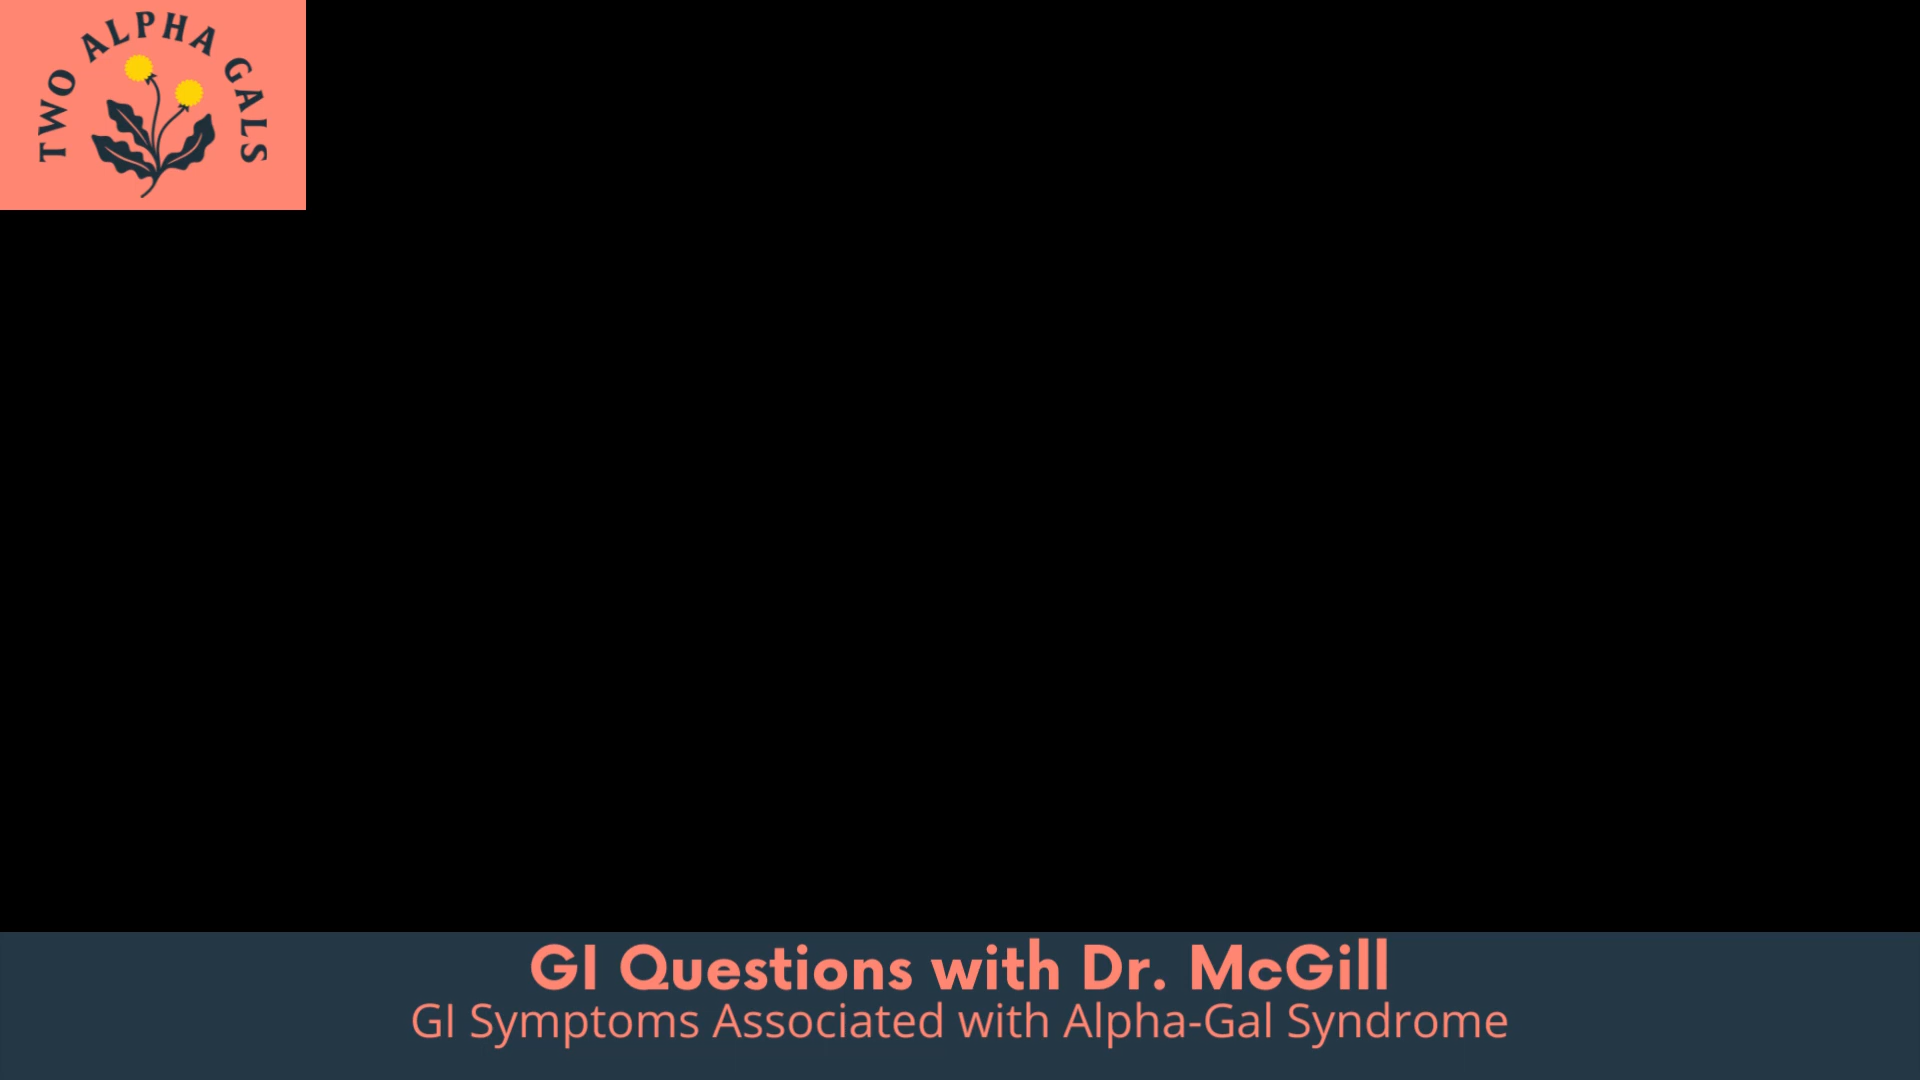 TWO ALPHA GALS
GI Questions with Dr. McGill
GI Symptoms Associated with Alpha-Gal Syndrome